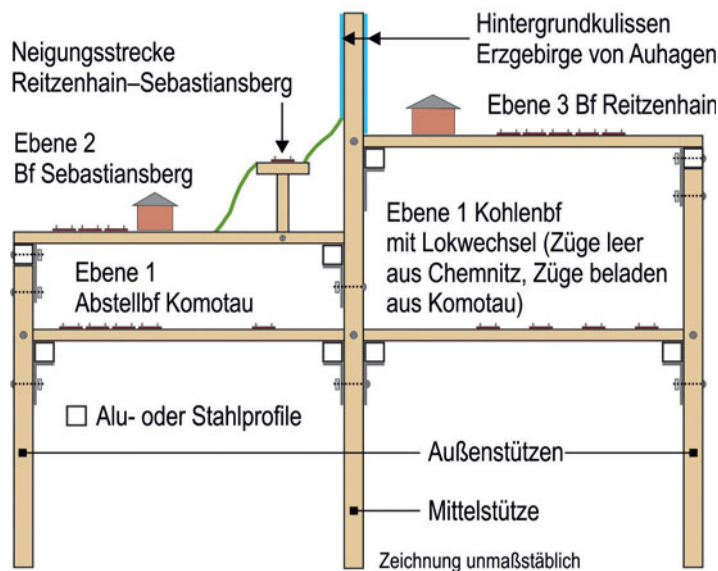 Hintergrundkulissen
Erzgebirge von Auhagen
Neigungsstrecke
Reitzenhain–Sebastiansberg
Ebene 3 Bf Reitzenhain
Ebene 2
Bf Sebastiansberg
Ebene 1 Kohlenbf
mit Lokwechsel (Züge leer
aus Chemnitz, Züge beladen
aus Komotau)
Ebene 1
Abstellbf Komotau
Alu- oder Stahlprofile
Außenstützen
Mittelstütze
Zeichnung unmaßstäblich